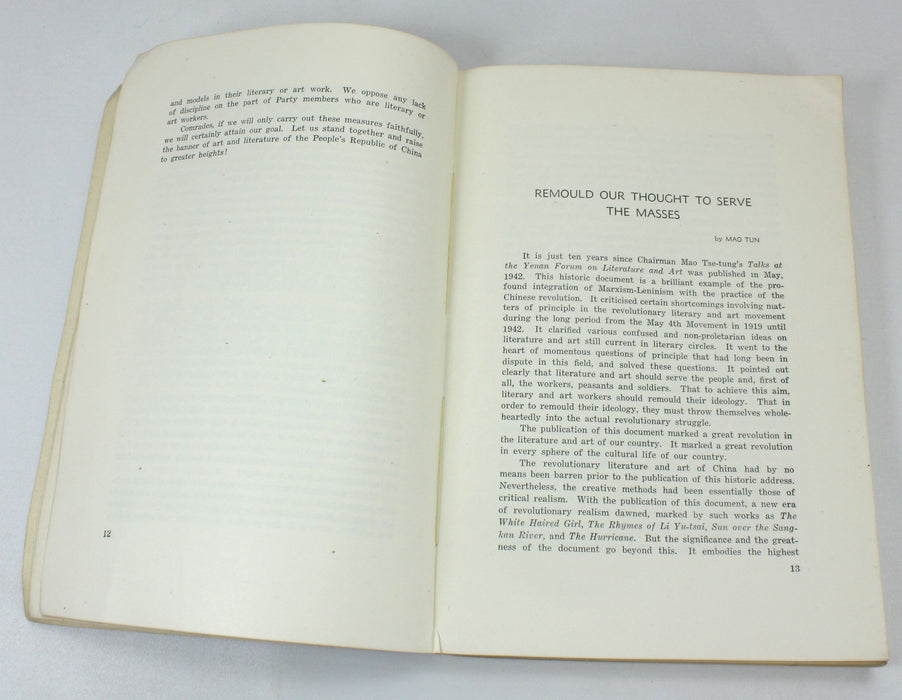 and models in their literary or art work. We oppose any lack
of discipline on the part of Party members who are literary or
art workers.
Comrades, if we will only carry out these measures faithfully,
we will certainly attain our goal. Let us stand together and raise
the banner of art and literature of the People's Republic of China
to greater heights!
12
REMOULD OUR THOUGHT TO SERVE
THE MASSES
by MAO TUN
It is just ten years since Chairman Mao Tse-tung's Talks at
the Yenan Forum on Literature and Art was published in May,
1942. This historic document is a brilliant example of the pro-
found integration of Marxism-Leninism with the practice of the
Chinese revolution. It criticised certain shortcomings involving mat-
ters of principle in the revolutionary literary and art movement
during the long period from the May 4th Movement in 1919 until
1942. It clarified various confused and non-proletarian ideas on
literature and art still current in literary circles. It went to the
heart of momentous questions of principle that had long been in
dispute in this field, and solved these questions. It pointed out
clearly that literature and art should serve the people and, first of
all, the workers, peasants and soldiers. That to achieve this aim,
literary and art workers should remould their ideology. That in
order to remould their ideology, they must throw themselves whole-
heartedly into the actual revolutionary struggle.
The publication of this document marked a great revolution in
the literature and art of our country. It marked a great revolution
in every sphere of the cultural life of our country.
The revolutionary literature and art of China had by no
means been barren prior to the publication of this historic address.
Nevertheless, the creative methods had been essentially those of
critical realism. With the publication of this document, a new era
of revolutionary realism dawned, marked by such works as The
White Haired Girl, The Rhymes of Li Yu-tsai, Sun over the Sang-
kan River, and The Hurricane. But the significance and the great-
ness of the document go beyond this. It embodies the highest
13